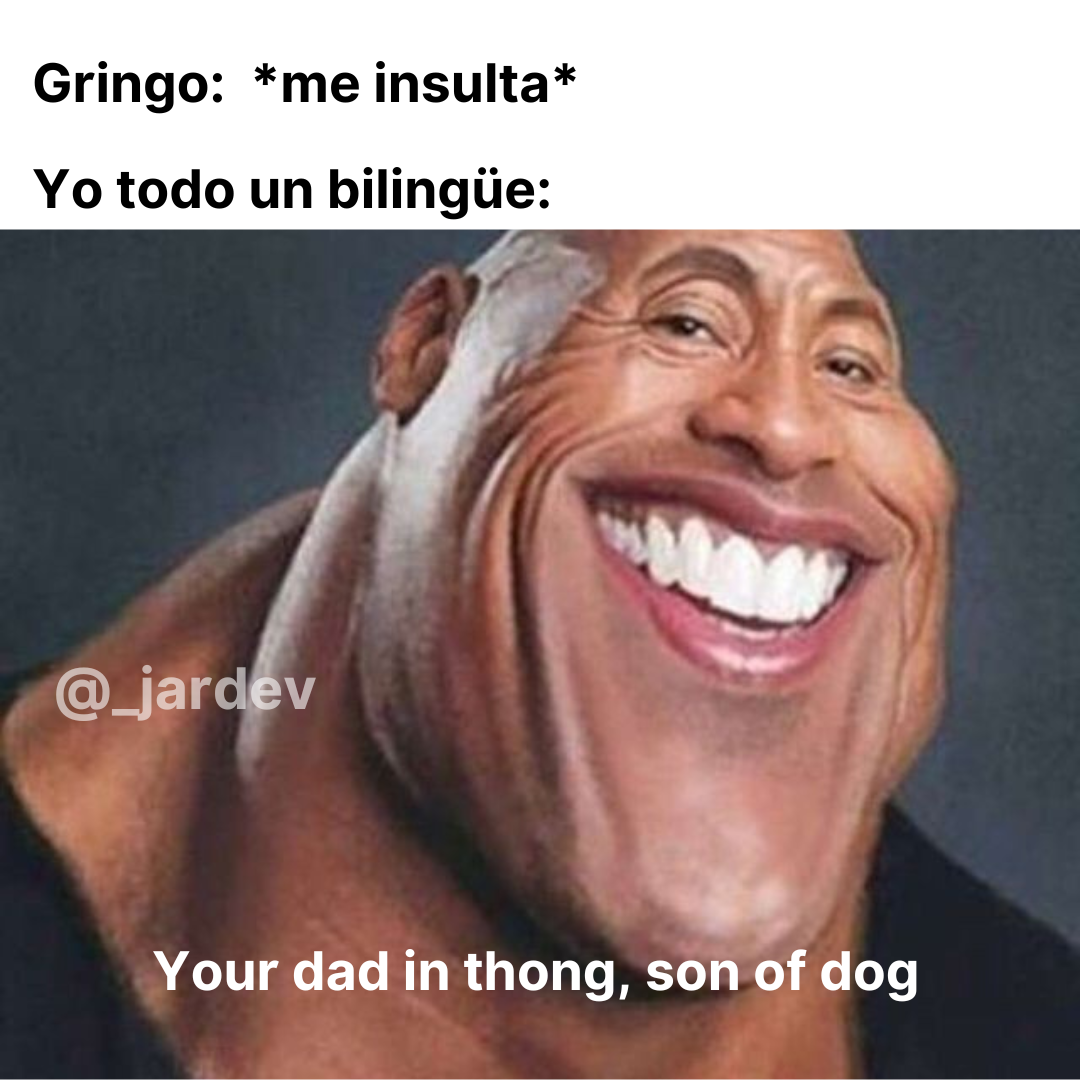 Gringo: *me insulta*
Yo todo un bilingüe:
@_jardev
Your dad in thong, son of dog